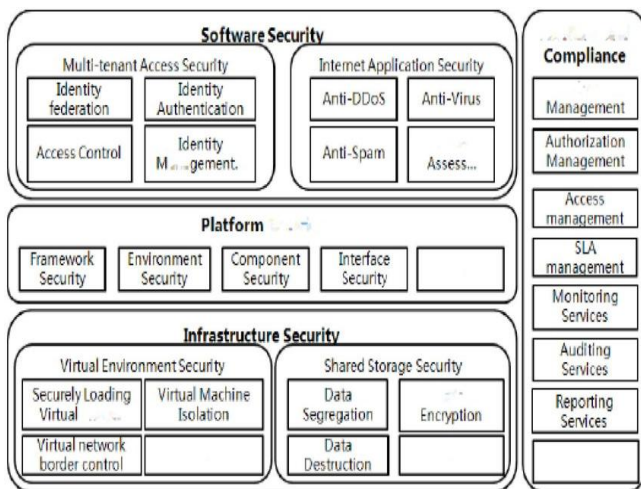 Software Security
Multi-tenant Access Security
Identity
federation
Identity
Authentication
Access Control
Identity
Internet Application Security
Anti-DDoS
Anti-Virus
Anti-Spam
Assess...
Platform
Framework
Security
Environment
Security
Component
Security
Interface
Security
Infrastructure Security
Virtual Environment Security
Securely Loading
Virtual
Virtual Machine
Isolation
Virtual network
border control
Shared Storage Security
Data
Segregation
Encryption
Data
Destruction
Compliance
Management
Authorization
Management
Access
management
SLA
management
Monitoring
Services
Auditing
Services
Reporting
Services